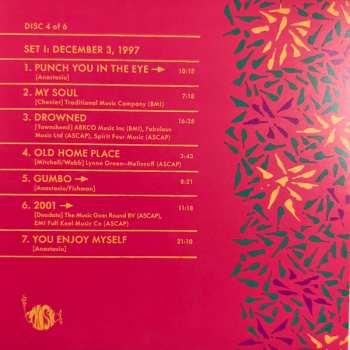 DISC 4 of 6
SET I: DECEMBER 3, 1997
1. PUNCH YOU IN THE EYE → 10:10
[Anastasio]
2. MY SOUL 7:18
[Chenier] Traditional Music Company (BMI)
3. DROWNED 16:25
[Townshend] ABKCO Music Inc (BMI), Fabulous
Music Ltd (ASCAP), Spirit Four Music (ASCAP)
4. OLD HOME PLACE 3:43
[Mitchell/Webb] Lynne Green-Melissoff (ASCAP)
5. GUMBO → 8:21
[Anastasio/Fishman]
6. 2001 → 11:18
[Deodato] The Music Goes Round BV (ASCAP),
EMI Full Keel Music Co (ASCAP)
7. YOU ENJOY MYSELF 21:10
[Anastasio]